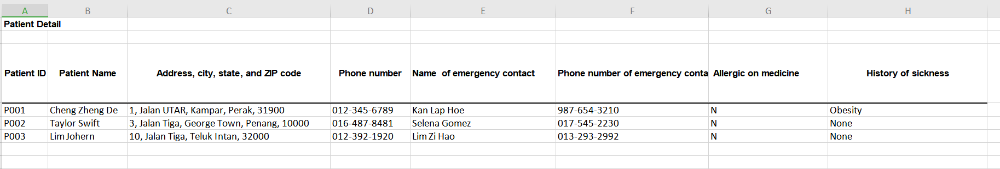 A B C D E F G H
Patient Detail
Patient ID Patient Name Address, city, state, and ZIP code Phone number Name of emergency contact Phone number of emergency conta Allergic on medicine History of sickness
P001 Cheng Zheng De 1, Jalan UTAR, Kampar, Perak, 31900 012-345-6789 Kan Lap Hoe 987-654-3210 N Obesity
P002 Taylor Swift 3, Jalan Tiga, George Town, Penang, 10000 016-487-8481 Selena Gomez 017-545-2230 N None
P003 Lim Johern 10, Jalan Tiga, Teluk Intan, 32000 012-392-1920 Lim Zi Hao 013-293-2992 N None